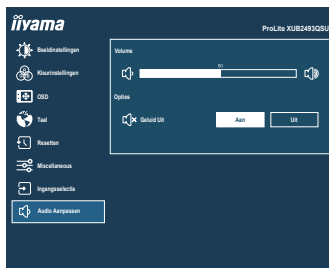 iiyama
ProLite XUB2493QSU
Beeldinstellingen
Kleurinstellingen
OSD
Taal
Resetten
Miscellaneous
Ingangsselectie
Audio Aanpassen
Volume
50
Opties
Geluid Uit
Aan
Uit